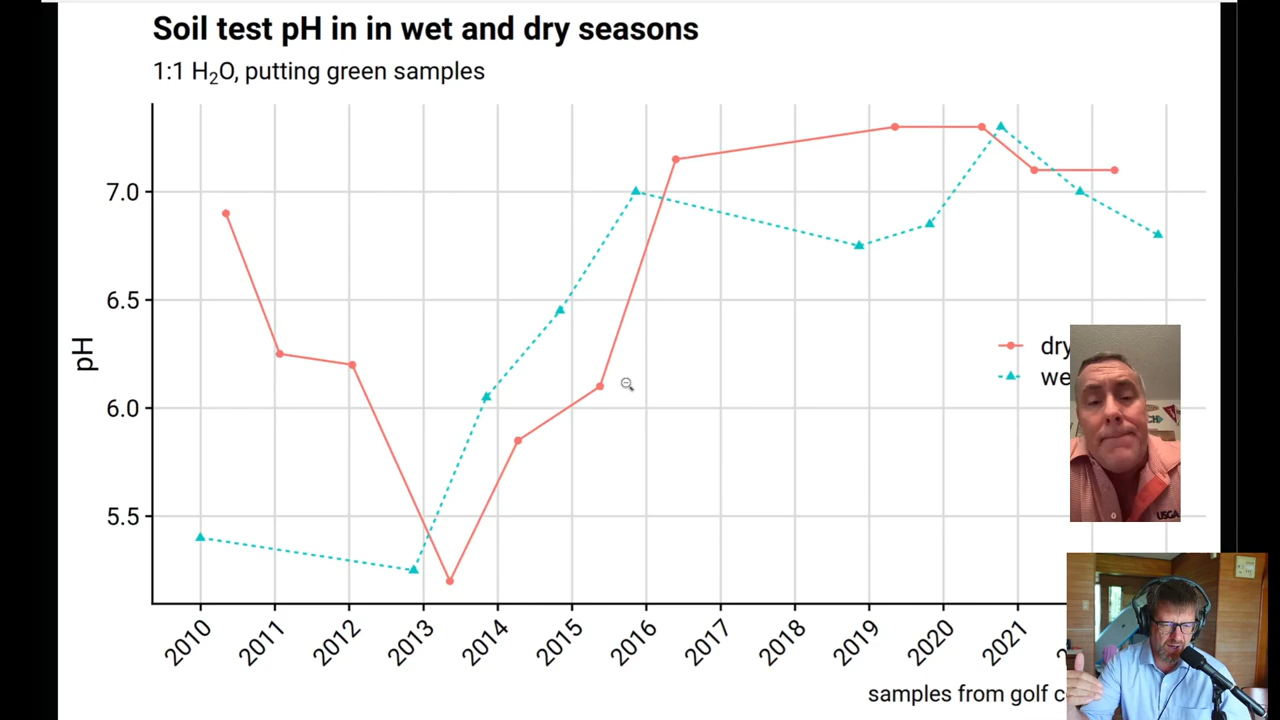 Soil test pH in in wet and dry seasons
1:1 H₂O, putting green samples
7.0
6.5
6.0
5.5
pH
dry
2010
2011
2012
2013
2014
2015
2016
2017
2018
2019
2020
2021
samples from golf
USGA